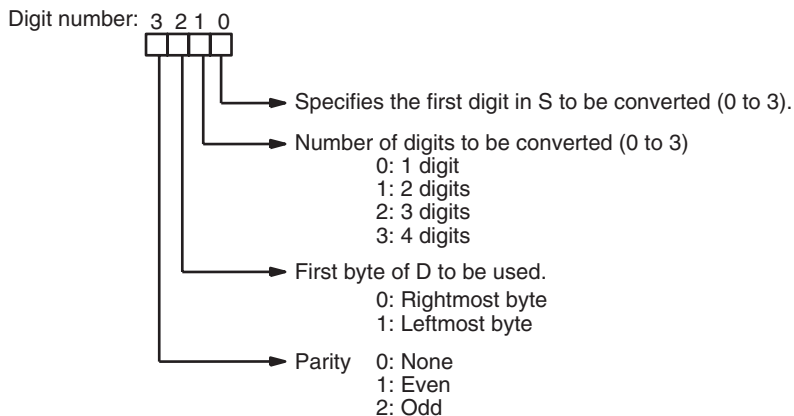 Digit number: 3 2 1 0
Specifies the first digit in S to be converted (0 to 3).
Number of digits to be converted (0 to 3)
0: 1 digit
1: 2 digits
2: 3 digits
3: 4 digits
First byte of D to be used.
0: Rightmost byte
1: Leftmost byte
Parity 0: None
1: Even
2: Odd